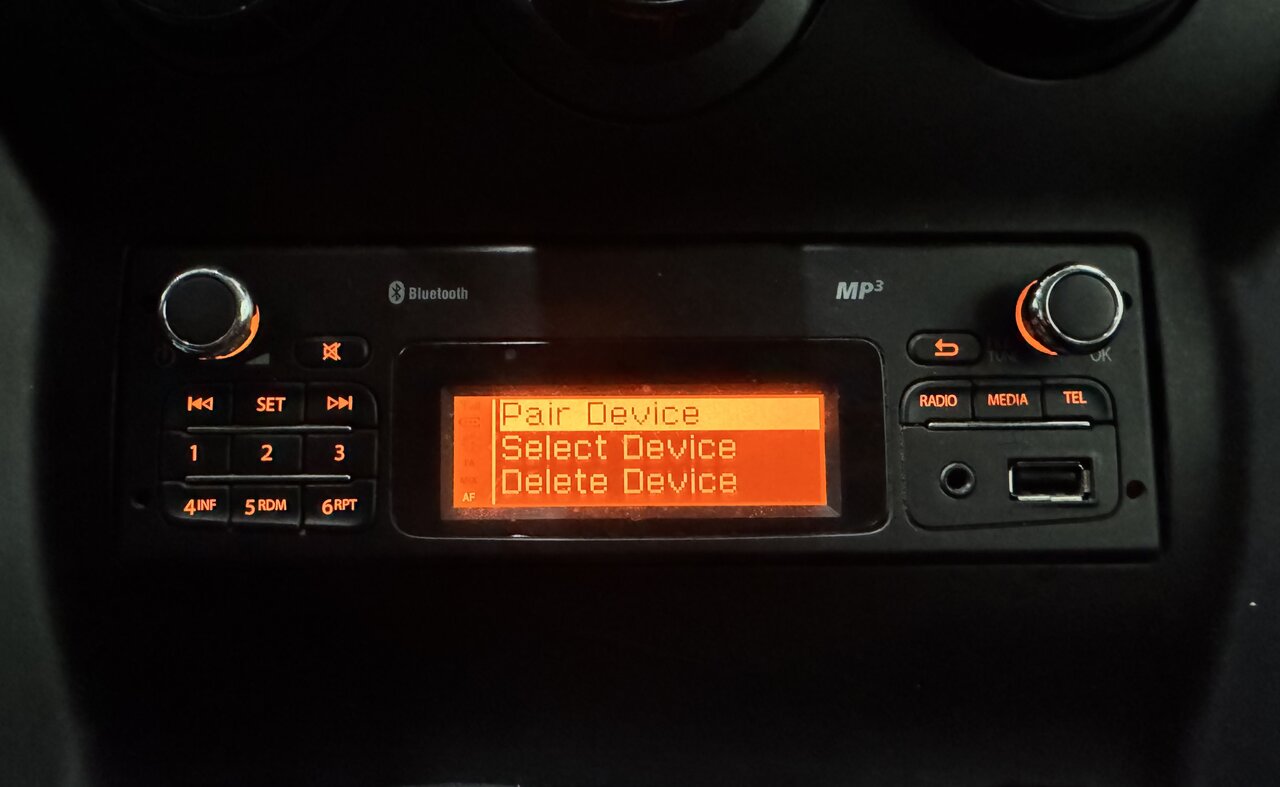 Bluetooth
MP3
OK
SET
RADIO MEDIA TEL
1 2 3
4INF 5RDM 6RPT
Pair Device
Select Device
Delete Device
AF